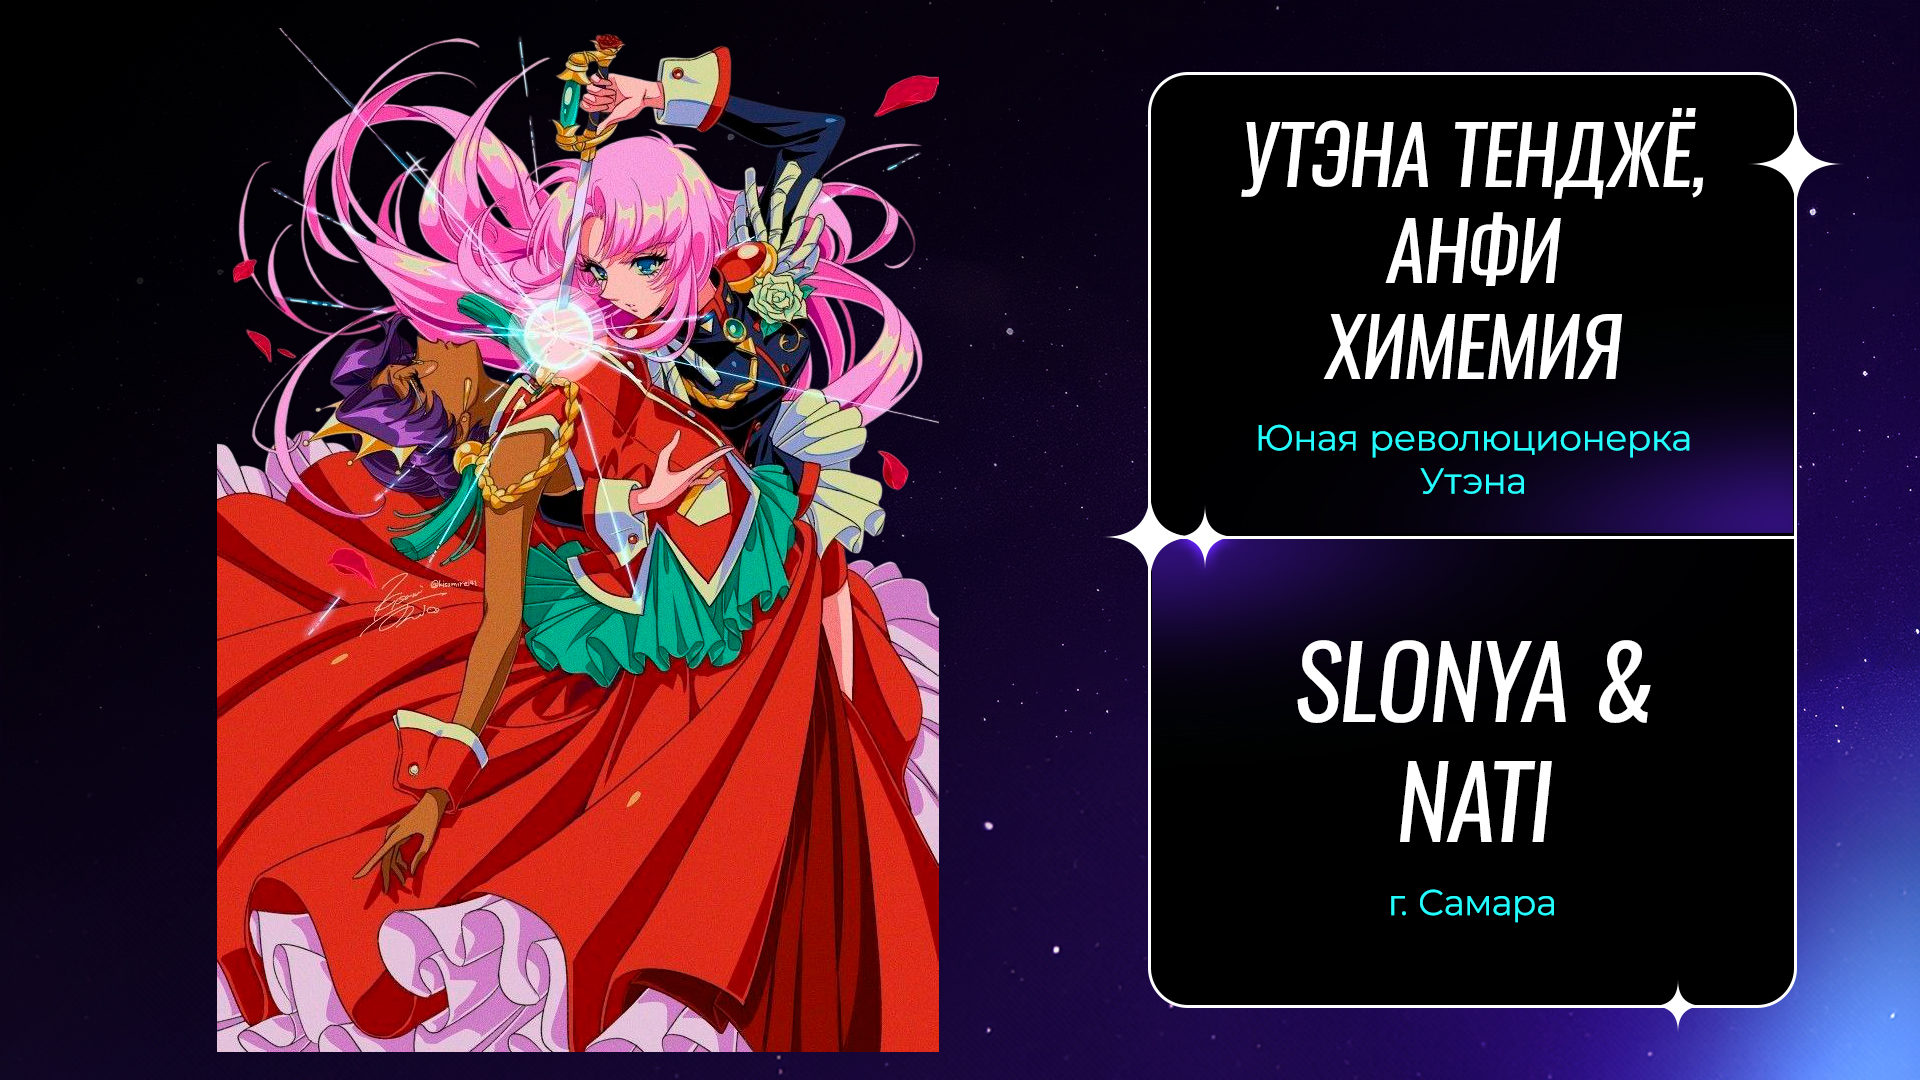 УТЭНА ТЕНДЖЁ,
АНФИ
ХИМЕМИЯ
Юная революционерка
Утэна
SLONYA &
NATI
г. Самара